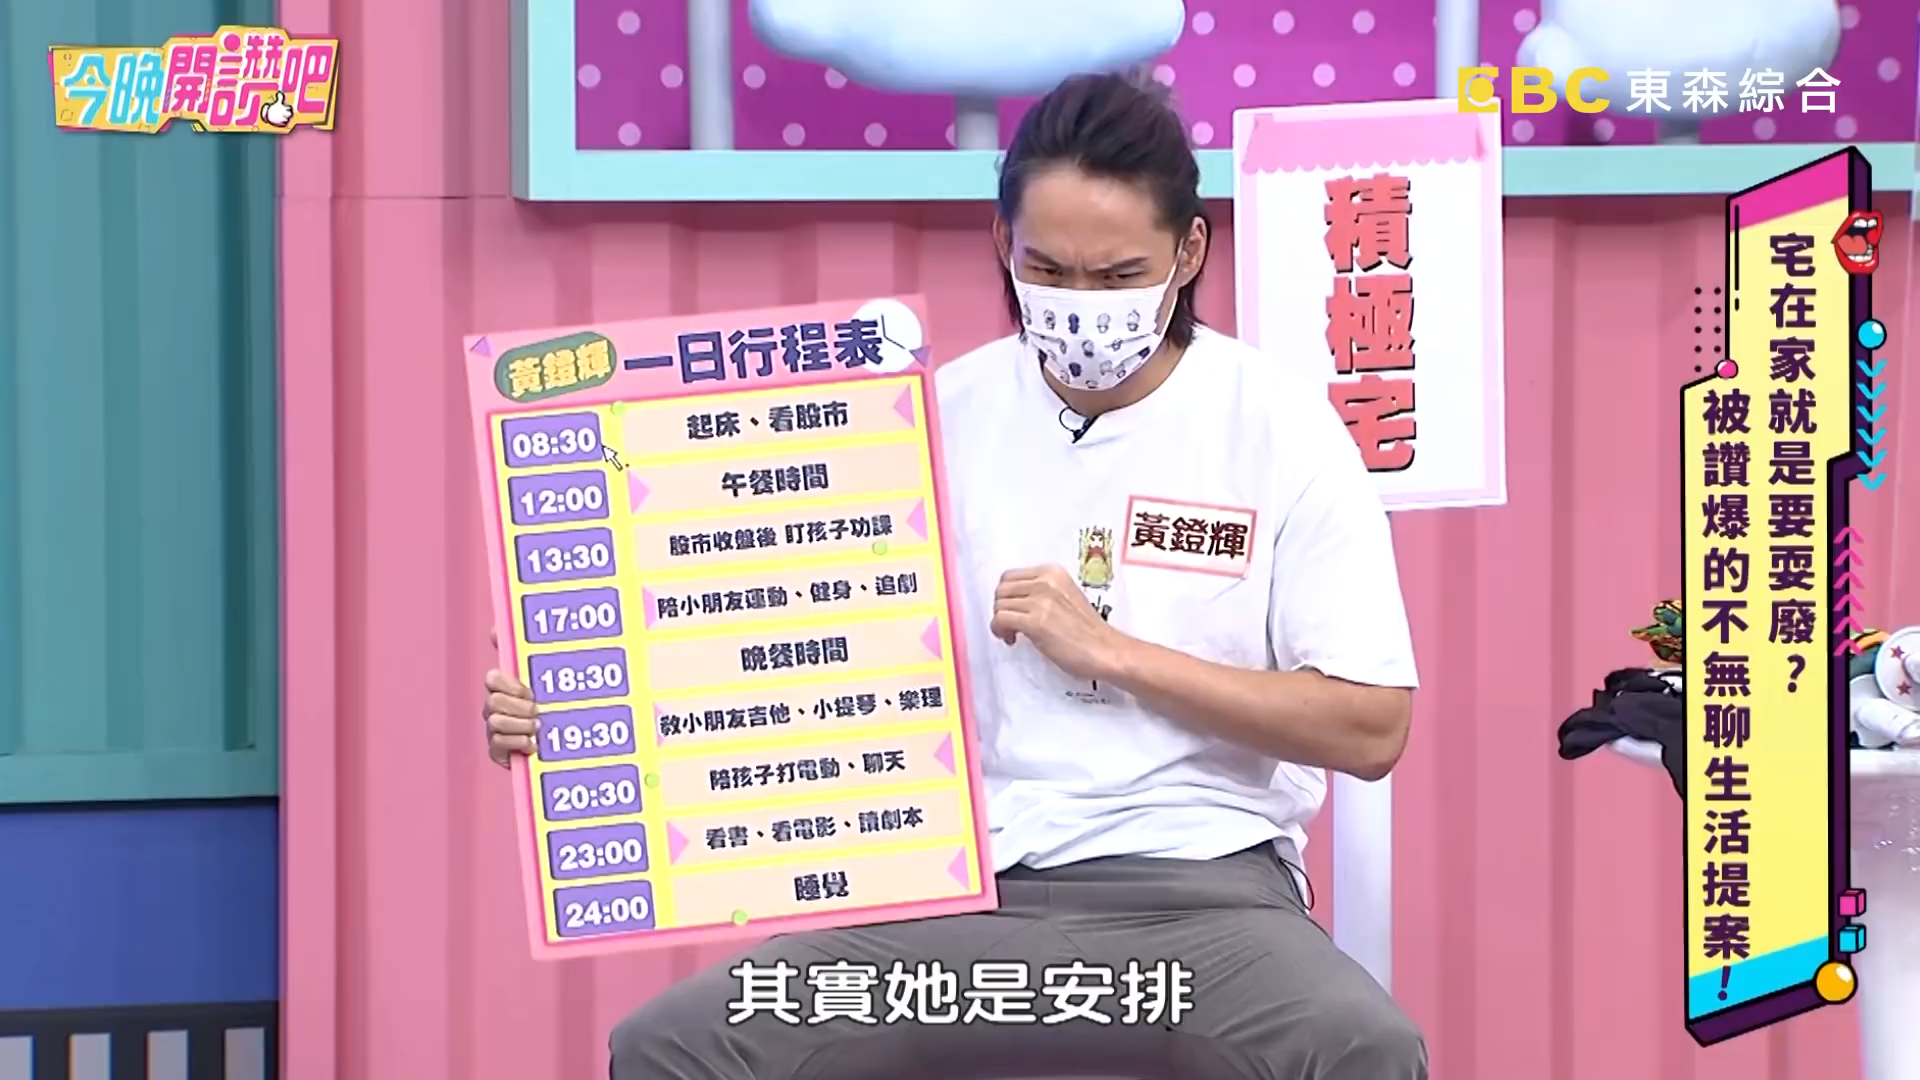 今晚開讚吧
EBC 東森綜合
積極宅
宅在家就是要耍廢?
被讚爆的不無聊生活提案!
黃鐙輝 一日行程表
08:30 起床、看股市
12:00 午餐時間
13:30 股市收盤後 盯孩子功課
17:00 陪小朋友運動、健身、追劇
18:30 晚餐時間
19:30 教小朋友吉他、小提琴、樂理
20:30 陪孩子打電動、聊天
23:00 看書、看電影、讀劇本
24:00 睡覺
黃鐙輝
其實她是安排